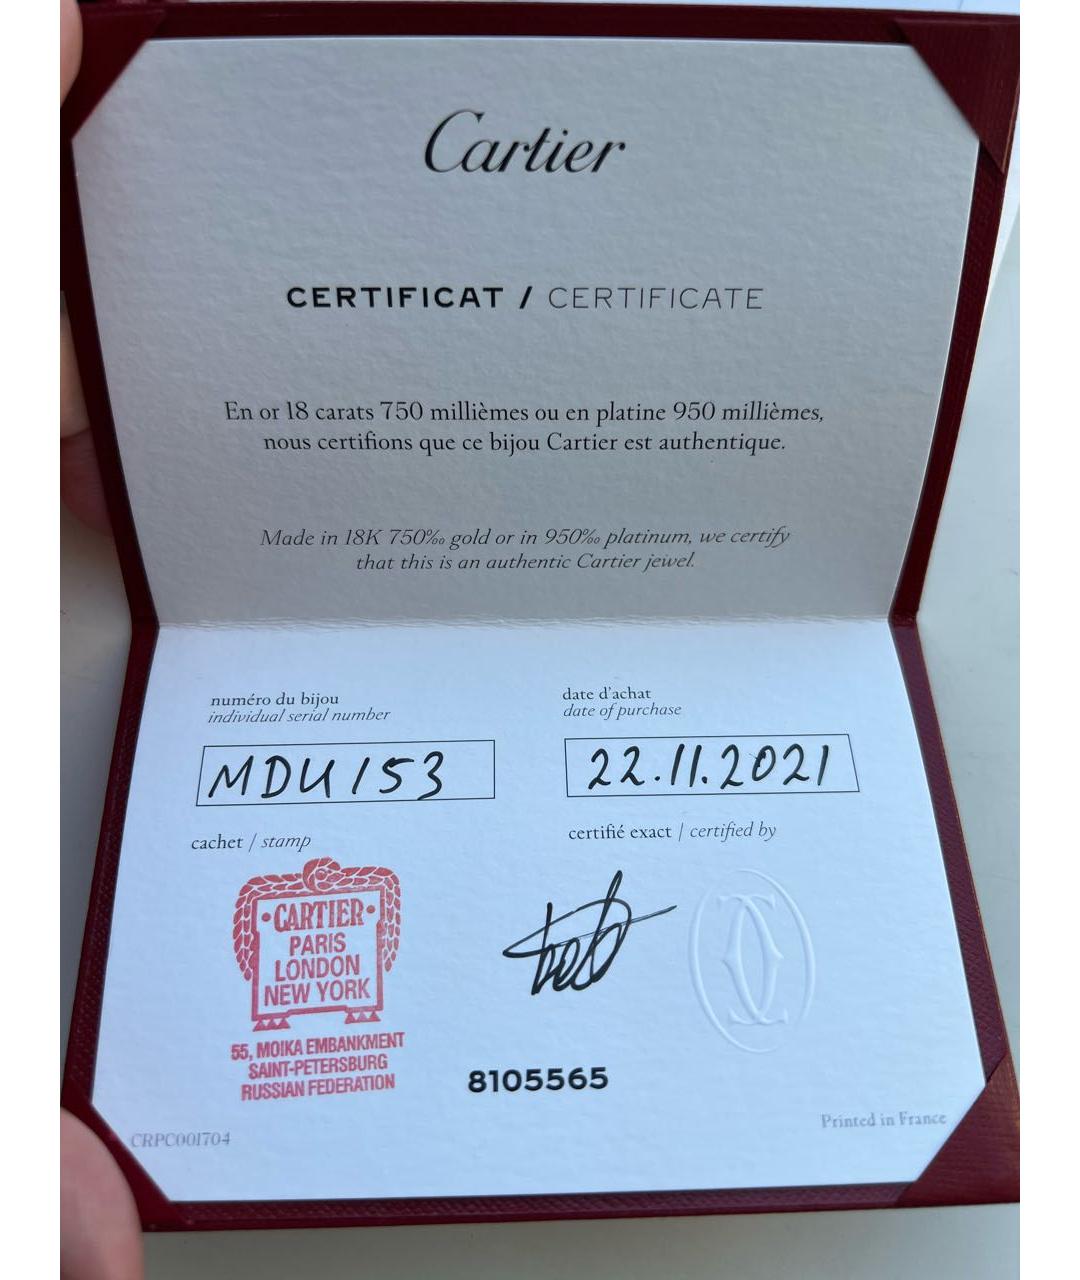 Cartier
CERTIFICAT / CERTIFICATE
En or 18 carats 750 millièmes ou en platine 950 millièmes,
nous certifions que ce bijou Cartier est authentique.
Made in 18K 750‰ gold or in 950‰ platinum, we certify
that this is an authentic Cartier jewel.
numéro du bijou
individual serial number
MDU153
date d'achat
date of purchase
22.11.2021
cachet / stamp
certifié exact / certified by
·CARTIER·
PARIS
LONDON
NEW YORK
55, MOIKA EMBANKMENT
SAINT-PETERSBURG
RUSSIAN FEDERATION
8105565
CRPC001704
Printed in France